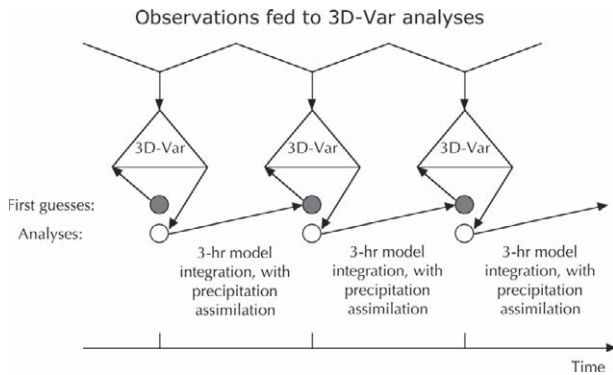 Observations fed to 3D-Var analyses
3D-Var
3D-Var
3D-Var
First guesses:
Analyses:
3-hr model
integration, with
precipitation
assimilation
3-hr model
integration, with
precipitation
assimilation
3-hr model
integration, with
precipitation
assimilation
Time